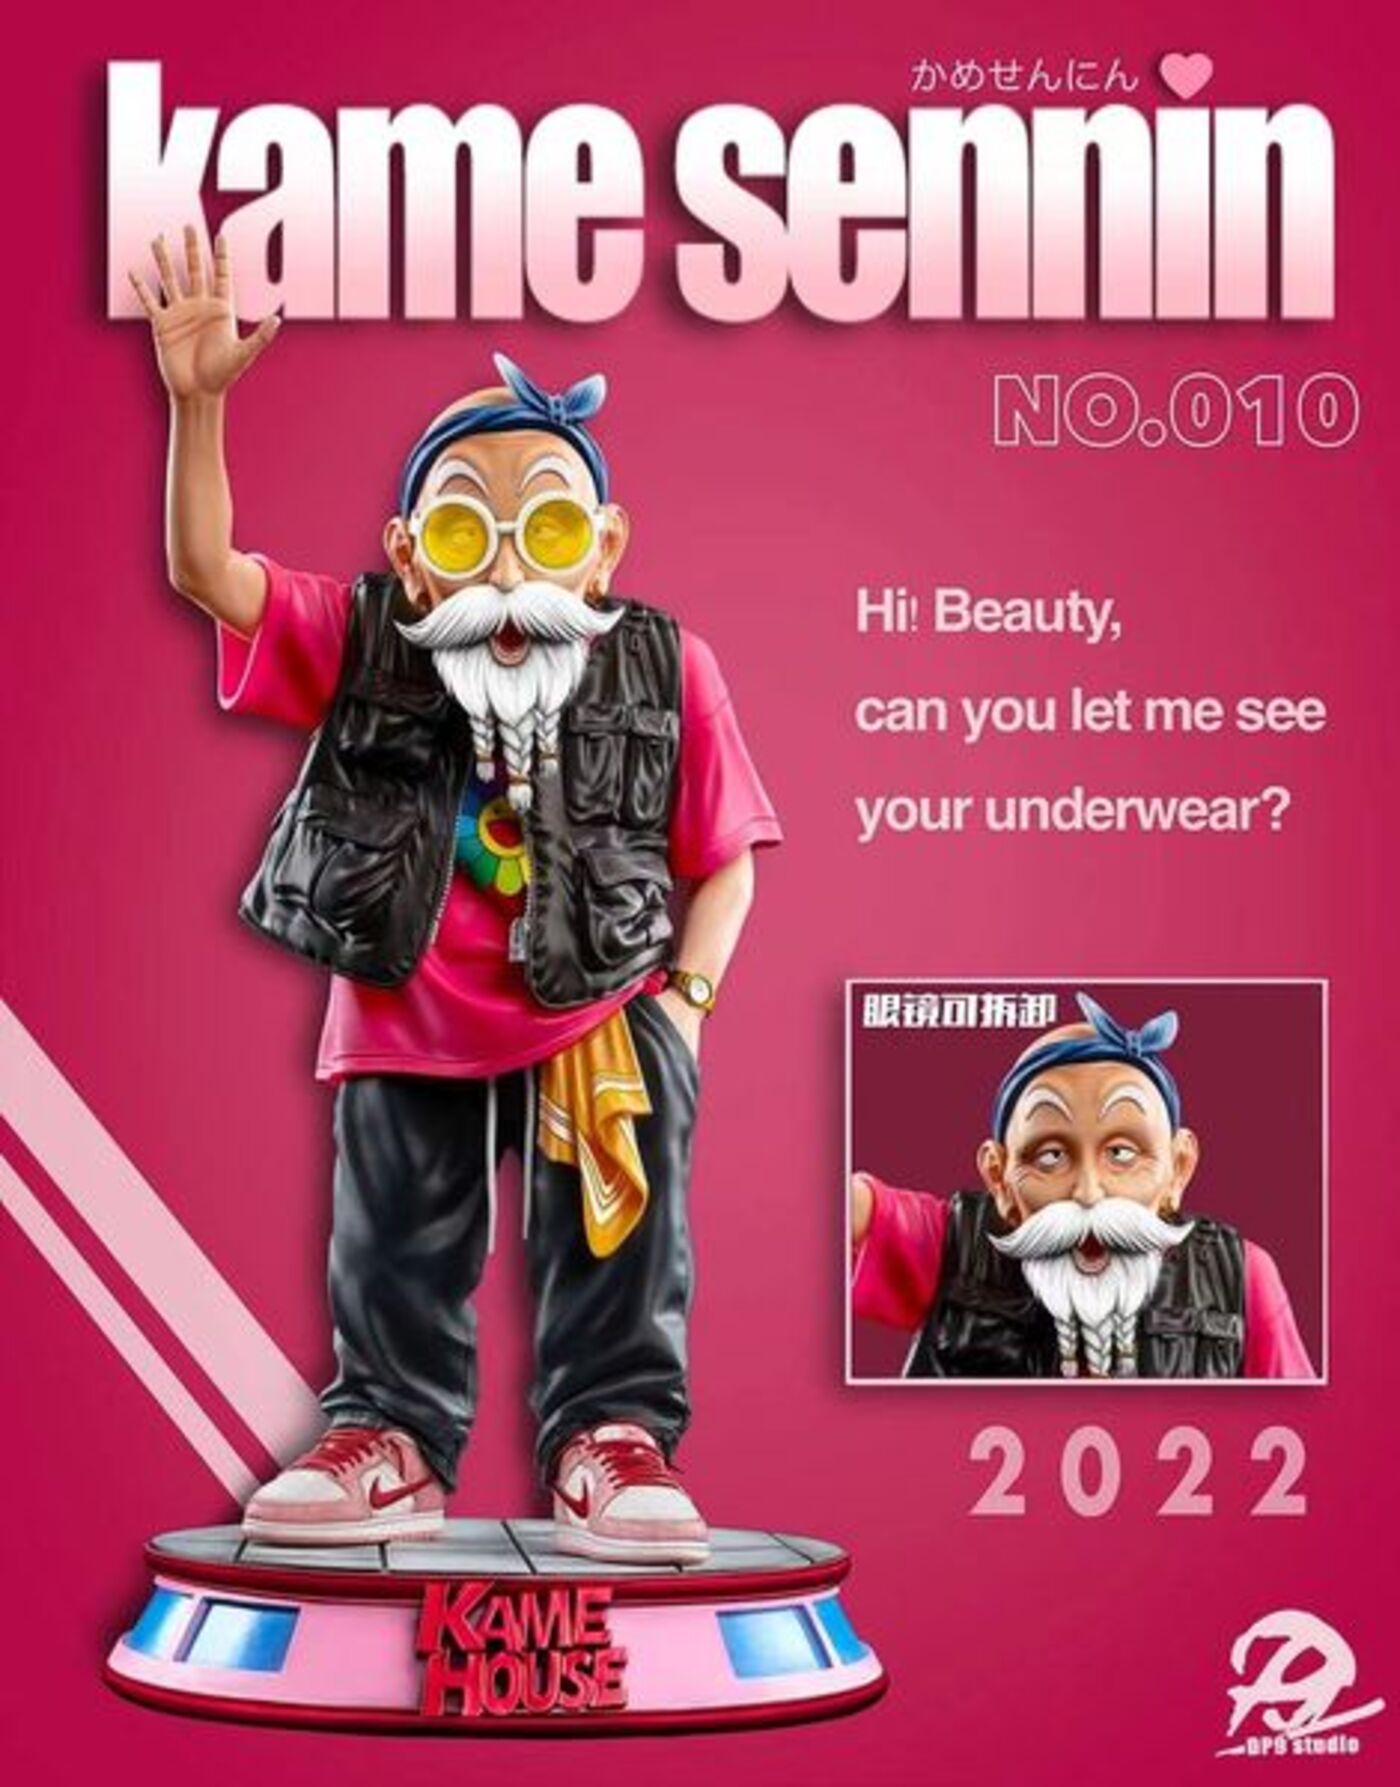 かめせんにん
kame sennin
NO.010
Hi! Beauty,
can you let me see
your underwear?
眼镜可拆卸
2022
KAME
HOUSE
DP9 studio